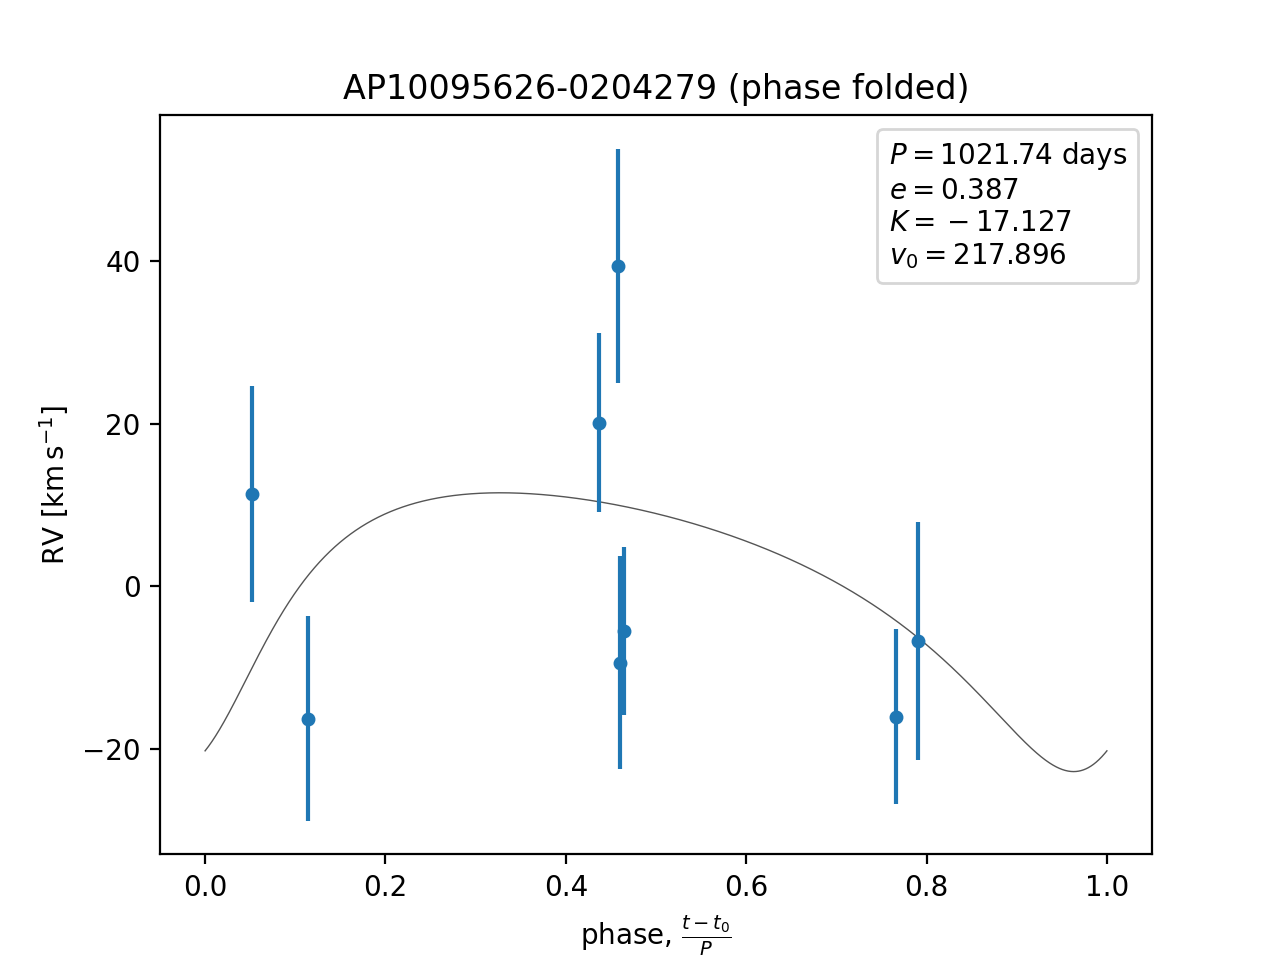 AP10095626-0204279 (phase folded)
P = 1021.74 days
e = 0.387
K = −17.127
v₀ = 217.896
RV [km s⁻¹]
40
20
0
−20
0.0 0.2 0.4 0.6 0.8 1.0
phase, (t − t₀)/P